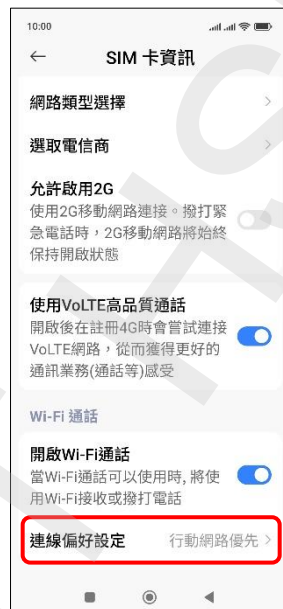 10:00
SIM 卡資訊
網路類型選擇
選取電信商
允許啟用2G
使用2G移動網路連接。撥打緊
急電話時，2G移動網路將始終
保持開啟狀態
使用VoLTE高品質通話
開啟後在註冊4G時會嘗試連接
VoLTE網路，從而獲得更好的
通訊業務(通話等)感受
Wi-Fi 通話
開啟Wi-Fi通話
當Wi-Fi通話可以使用時, 將使
用Wi-Fi接收或撥打電話
連線偏好設定 行動網路優先